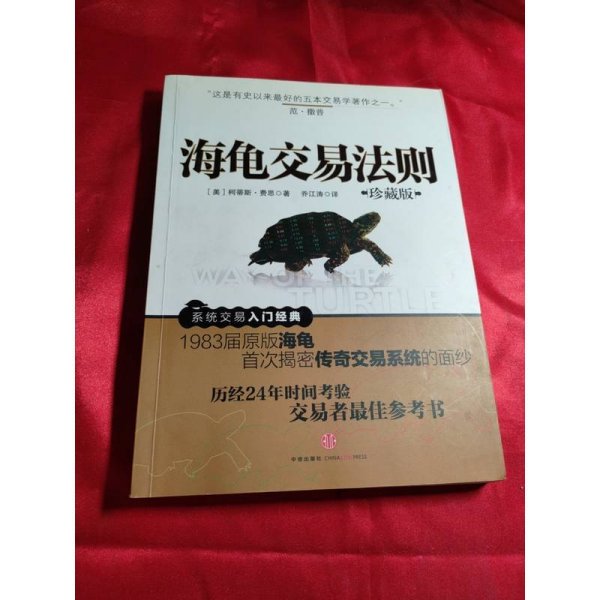 “这是有史以来最好的五本交易学著作之一。”
范·撒普
海龟交易法则
珍藏版
[美]柯蒂斯·费思◎著 乔江涛◎译
WAY OF THE
TURTLE
系统交易入门经典
1983届原版海龟
首次揭密传奇交易系统的面纱
历经24年时间考验
交易者最佳参考书
中信出版社 CHINA CITIC PRESS